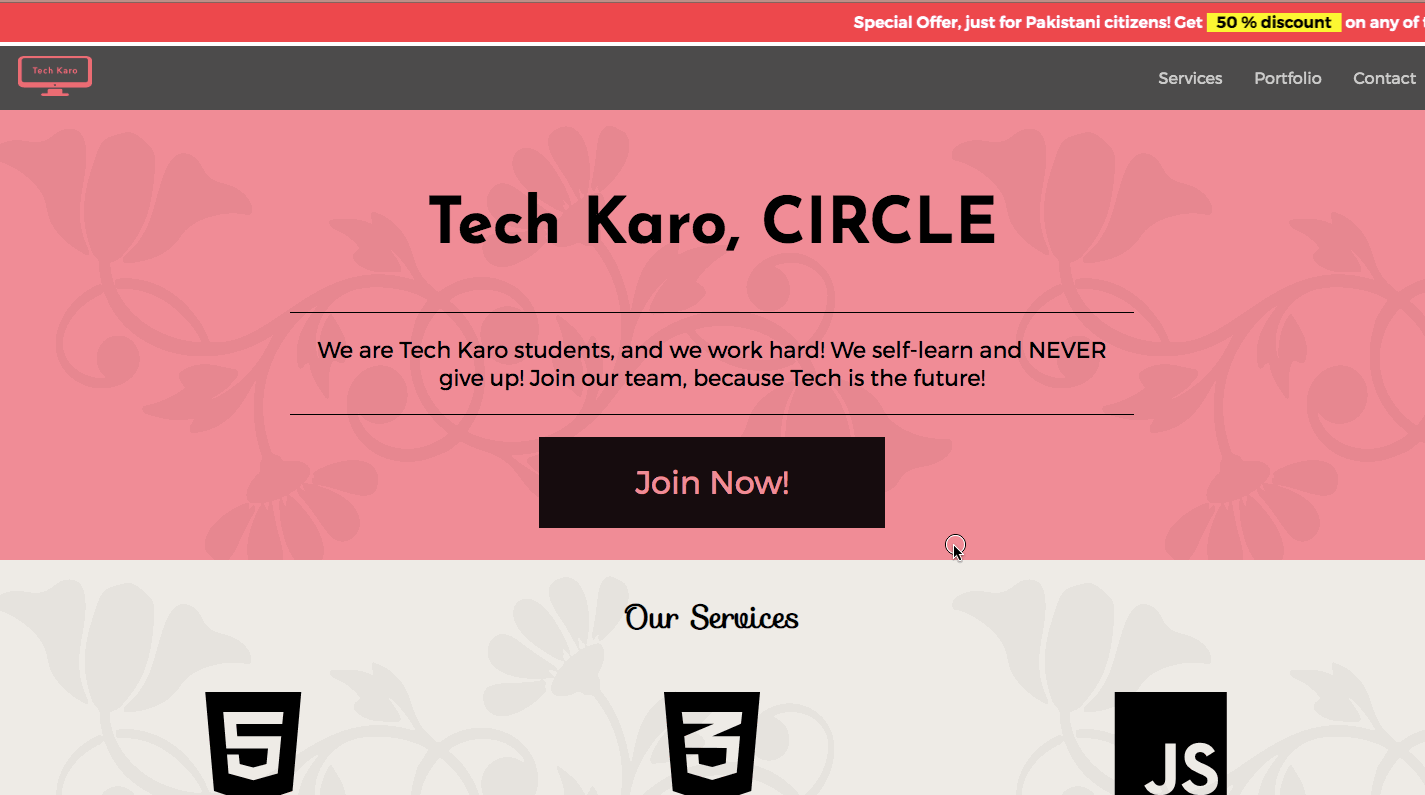 Special Offer, just for Pakistani citizens! Get 50 % discount on any of
Tech Karo
Services Portfolio Contact
Tech Karo, CIRCLE
We are Tech Karo students, and we work hard! We self-learn and NEVER
give up! Join our team, because Tech is the future!
Join Now!
Our Services
5 3 JS